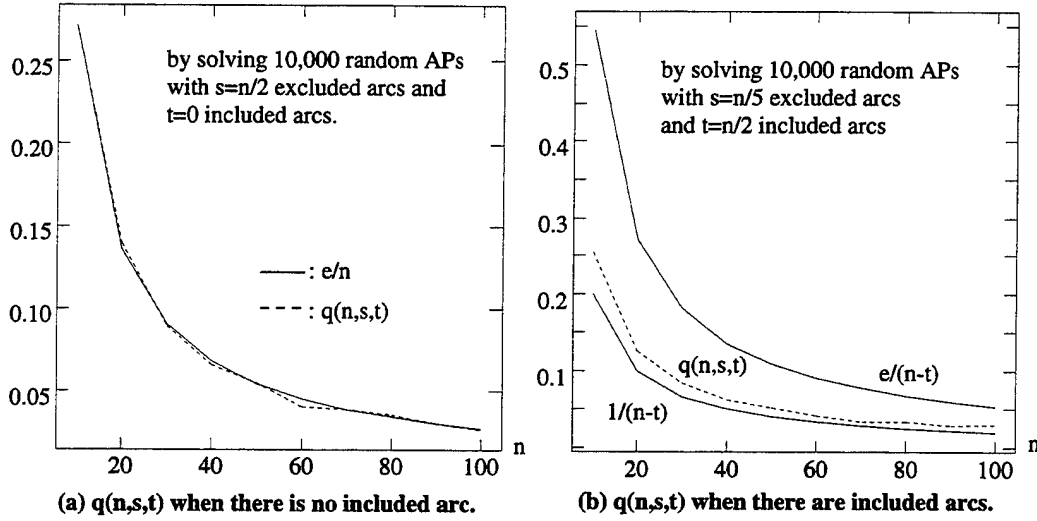 0.25
0.20
0.15
0.10
0.05
by solving 10,000 random APs
with s=n/2 excluded arcs and
t=0 included arcs.
: e/n
: q(n,s,t)
n
20
40
60
80
100
(a) q(n,s,t) when there is no included arc.
0.5
0.4
0.3
0.2
0.1
by solving 10,000 random APs
with s=n/5 excluded arcs
and t=n/2 included arcs
q(n,s,t)
e/(n-t)
1/(n-t)
n
20
40
60
80
100
(b) q(n,s,t) when there are included arcs.